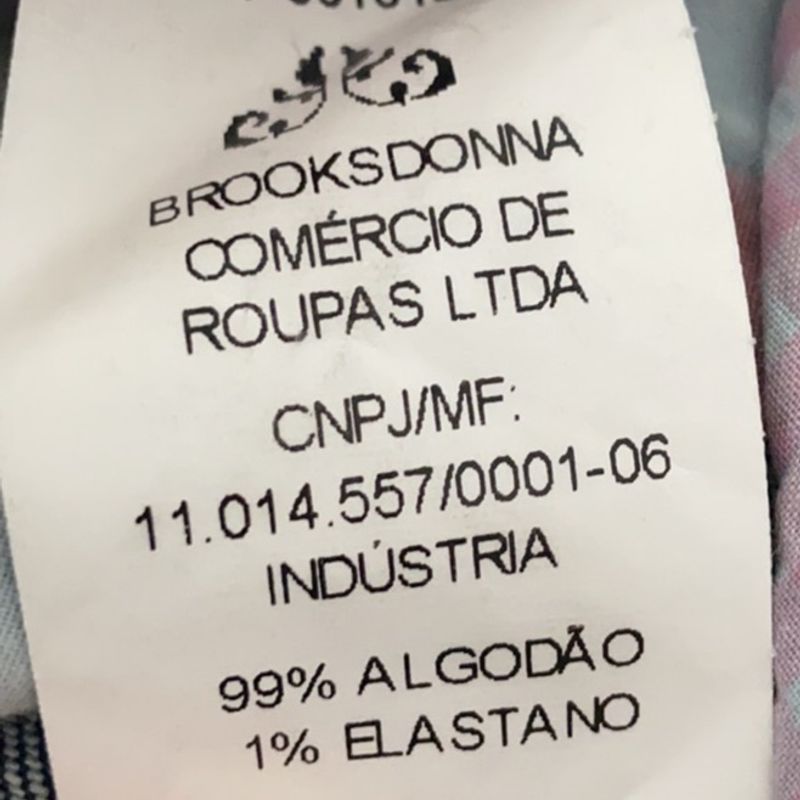 BROOKSDONNA
COMÉRCIO DE
ROUPAS LTDA
CNPJ/MF:
11.014.557/0001-06
INDÚSTRIA
99% ALGODÃO
1% ELASTANO